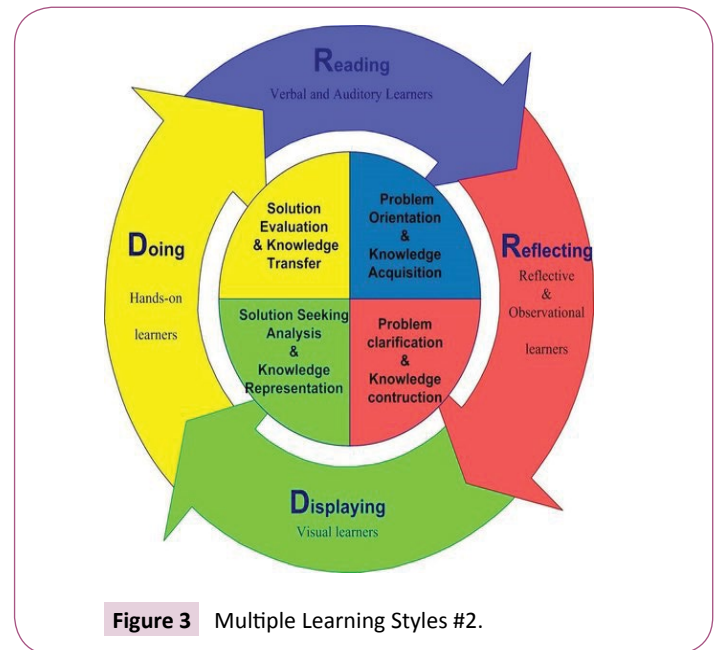 Reading
Verbal and Auditory Learners
Solution
Evaluation
& Knowledge
Transfer
Problem
Orientation
&
Knowledge
Acquisition
Doing
Hands-on
learners
Reflecting
Reflective
&
Observational
learners
Solution Seeking
Analysis
&
Knowledge
Representation
Problem
clarification
&
Knowledge
contruction
Displaying
Visual learners
Figure 3 Multiple Learning Styles #2.